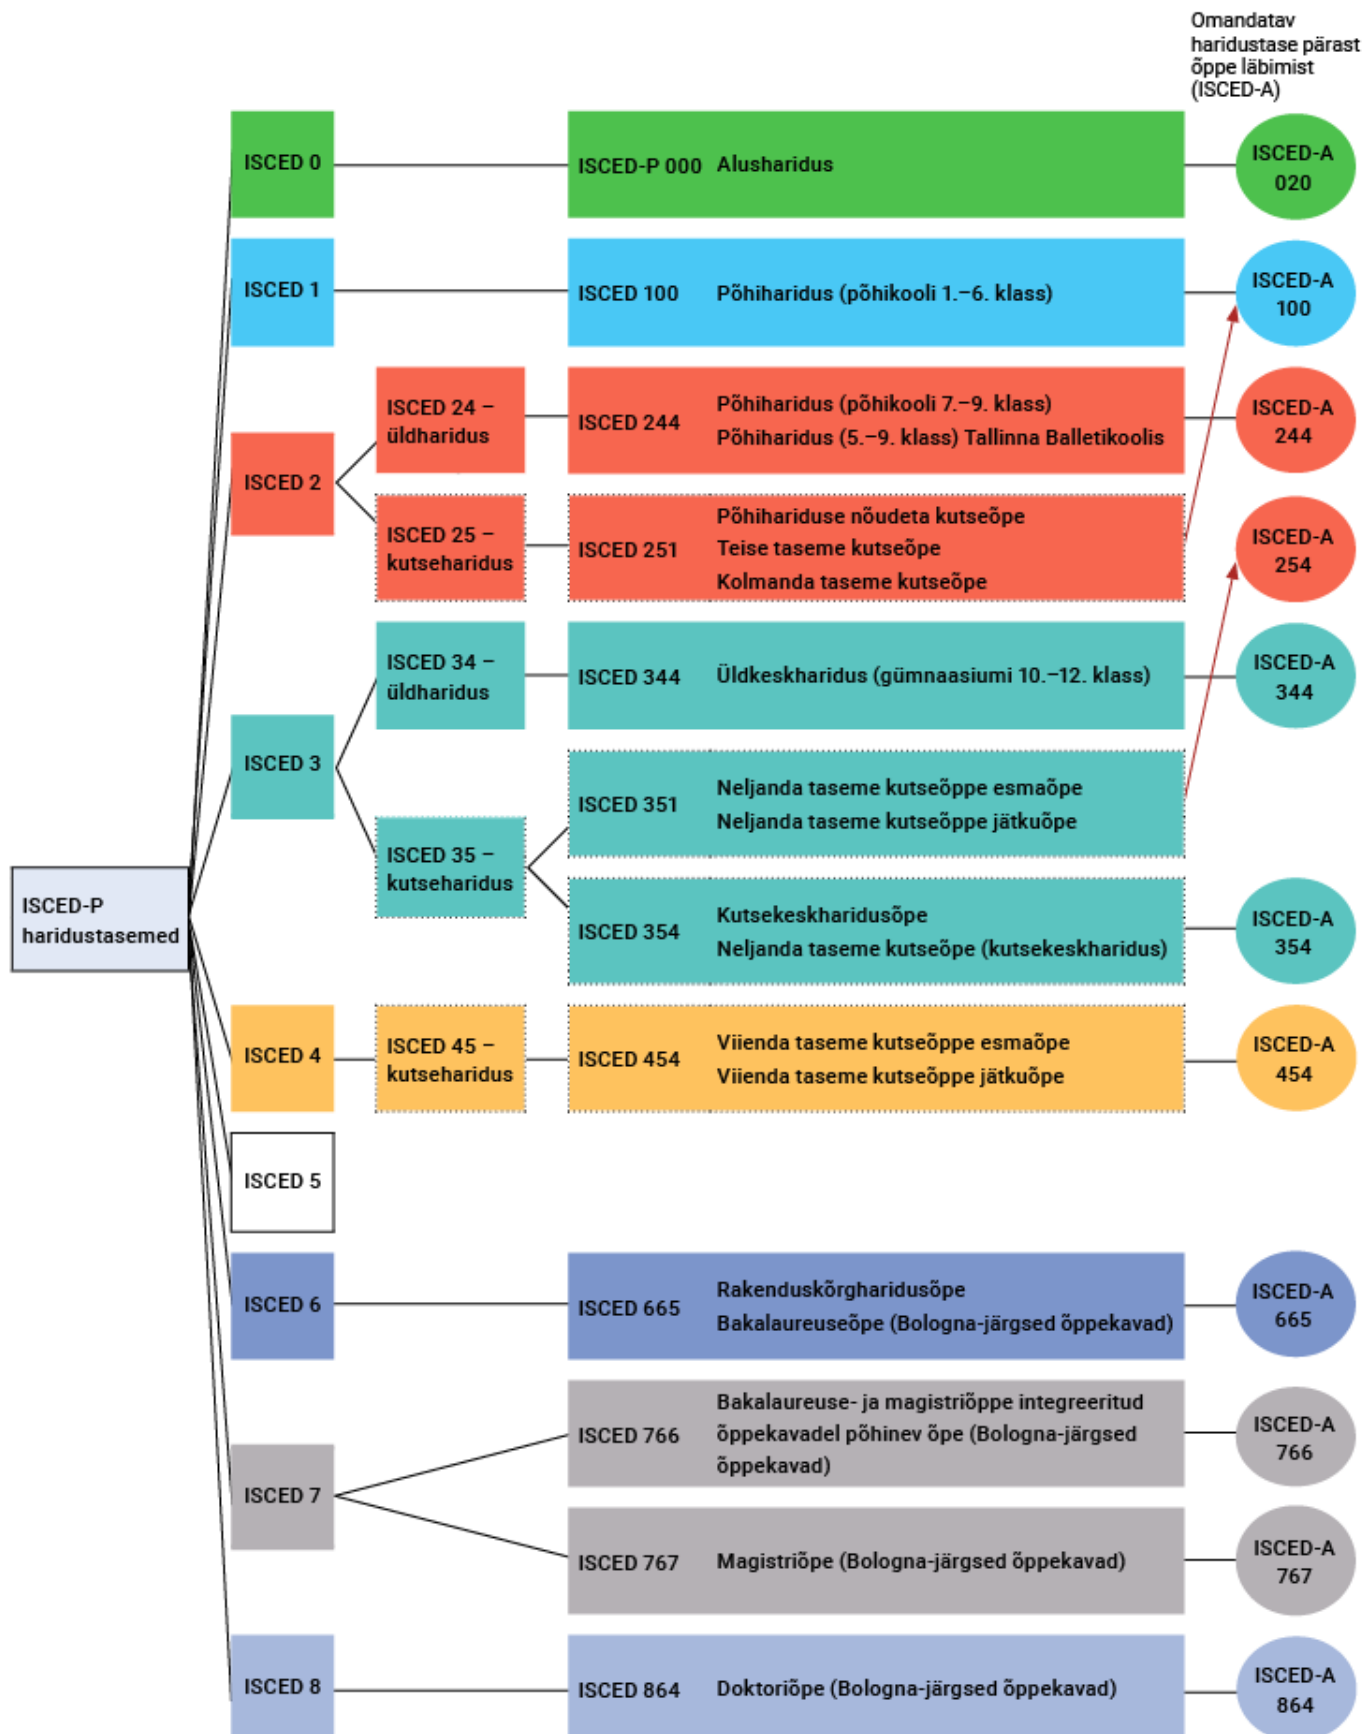 Omandatav
haridustase pärast
õppe läbimist
(ISCED-A)
ISCED 0
ISCED-P 000 Alusharidus
ISCED-A
020
ISCED 1
ISCED 100 Põhiharidus (põhikooli 1.–6. klass)
ISCED-A
100
ISCED 2
ISCED 24 –
üldharidus
ISCED 244
Põhiharidus (põhikooli 7.–9. klass)
Põhiharidus (5.–9. klass) Tallinna Balletikoolis
ISCED-A
244
ISCED 25 –
kutseharidus
ISCED 251
Põhihariduse nõudeta kutseõpe
Teise taseme kutseõpe
Kolmanda taseme kutseõpe
ISCED-A
254
ISCED 3
ISCED 34 –
üldharidus
ISCED 344 Üldkeskharidus (gümnaasiumi 10.–12. klass)
ISCED-A
344
ISCED 35 –
kutseharidus
ISCED 351
Neljanda taseme kutseõppe esmaõpe
Neljanda taseme kutseõppe jätkuõpe
ISCED 354
Kutsekeskharidusõpe
Neljanda taseme kutseõpe (kutsekeskharidus)
ISCED-A
354
ISCED-P
haridustasemed
ISCED 4
ISCED 45 –
kutseharidus
ISCED 454
Viienda taseme kutseõppe esmaõpe
Viienda taseme kutseõppe jätkuõpe
ISCED-A
454
ISCED 5
ISCED 6
ISCED 665
Rakenduskõrgharidusõpe
Bakalaureuseõpe (Bologna-järgsed õppekavad)
ISCED-A
665
ISCED 7
ISCED 766
Bakalaureuse- ja magistriõppe integreeritud
õppekavadel põhinev õpe (Bologna-järgsed
õppekavad)
ISCED-A
766
ISCED 767 Magistriõpe (Bologna-järgsed õppekavad)
ISCED-A
767
ISCED 8
ISCED 864 Doktoriõpe (Bologna-järgsed õppekavad)
ISCED-A
864